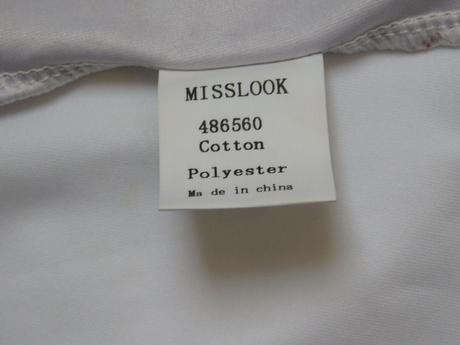 MISSLOOK
486560
Cotton
Polyester
Ma de in china